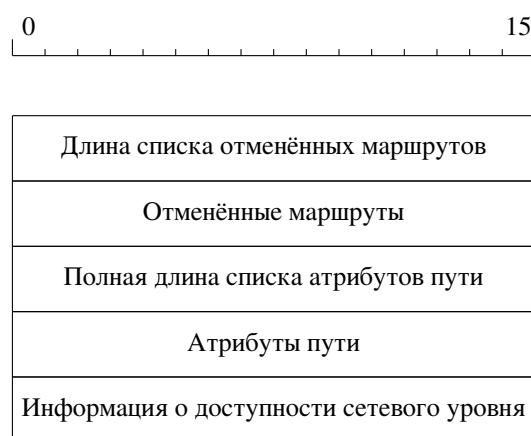 0 15
Длина списка отменённых маршрутов
Отменённые маршруты
Полная длина списка атрибутов пути
Атрибуты пути
Информация о доступности сетевого уровня